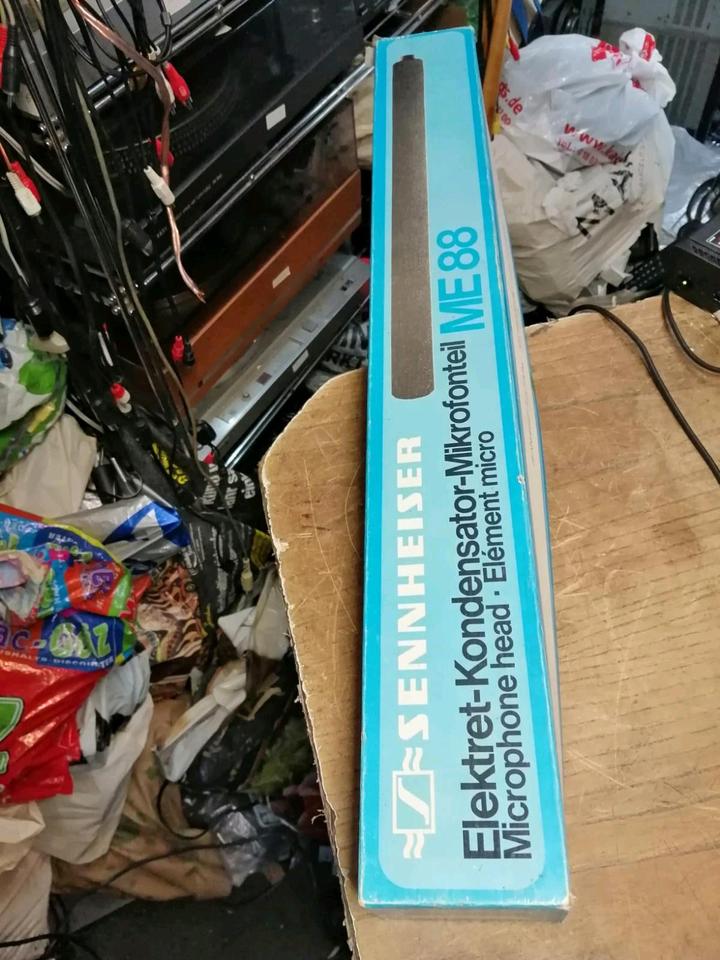 SENNHEISER
Elektret-Kondensator-Mikrofonteil ME 88
Microphone head · Elément micro